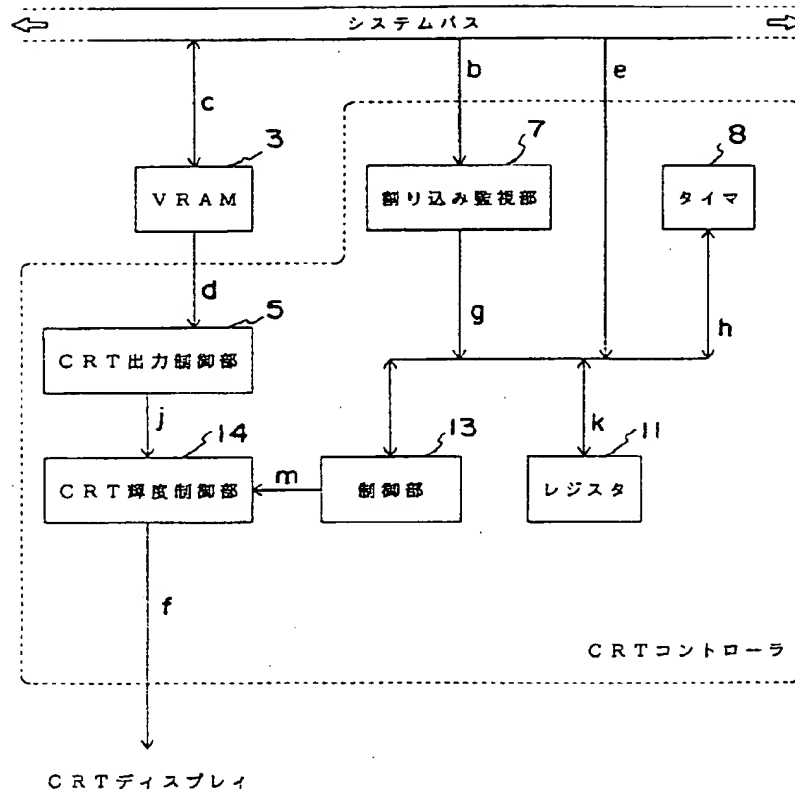 システムバス
c
b
e
3
7
8
VRAM
割り込み監視部
タイマ
d
5
g
h
CRT出力制御部
j
14
13
k
11
CRT輝度制御部
m
制御部
レジスタ
f
CRTコントローラ
CRTディスプレイ